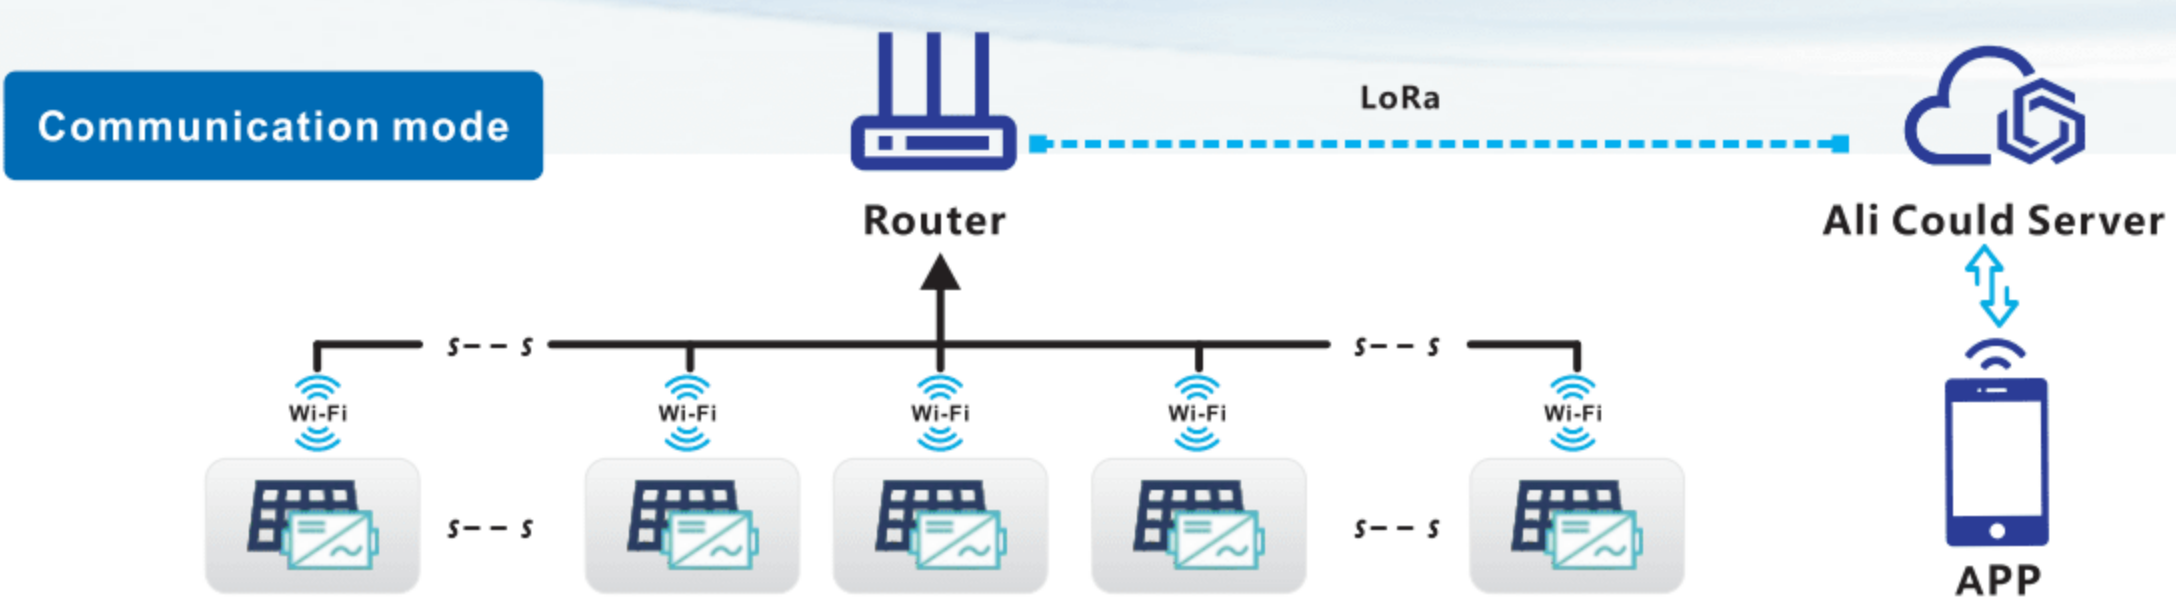 Communication mode
LoRa
Router
Ali Could Server
Wi-Fi
Wi-Fi
Wi-Fi
Wi-Fi
Wi-Fi
APP